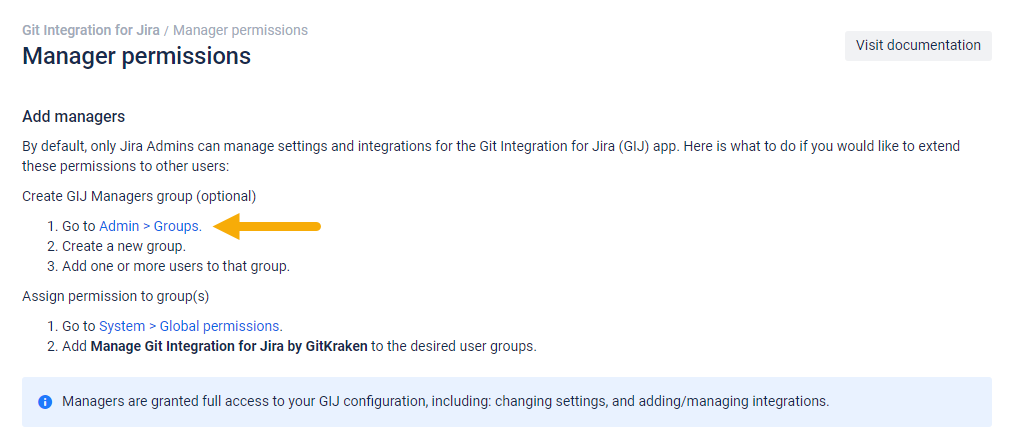 Git Integration for Jira / Manager permissions
Manager permissions
Visit documentation
Add managers
By default, only Jira Admins can manage settings and integrations for the Git Integration for Jira (GIJ) app. Here is what to do if you would like to extend
these permissions to other users:
Create GIJ Managers group (optional)
1. Go to Admin > Groups.
2. Create a new group.
3. Add one or more users to that group.
Assign permission to group(s)
1. Go to System > Global permissions.
2. Add Manage Git Integration for Jira by GitKraken to the desired user groups.
Managers are granted full access to your GIJ configuration, including: changing settings, and adding/managing integrations.